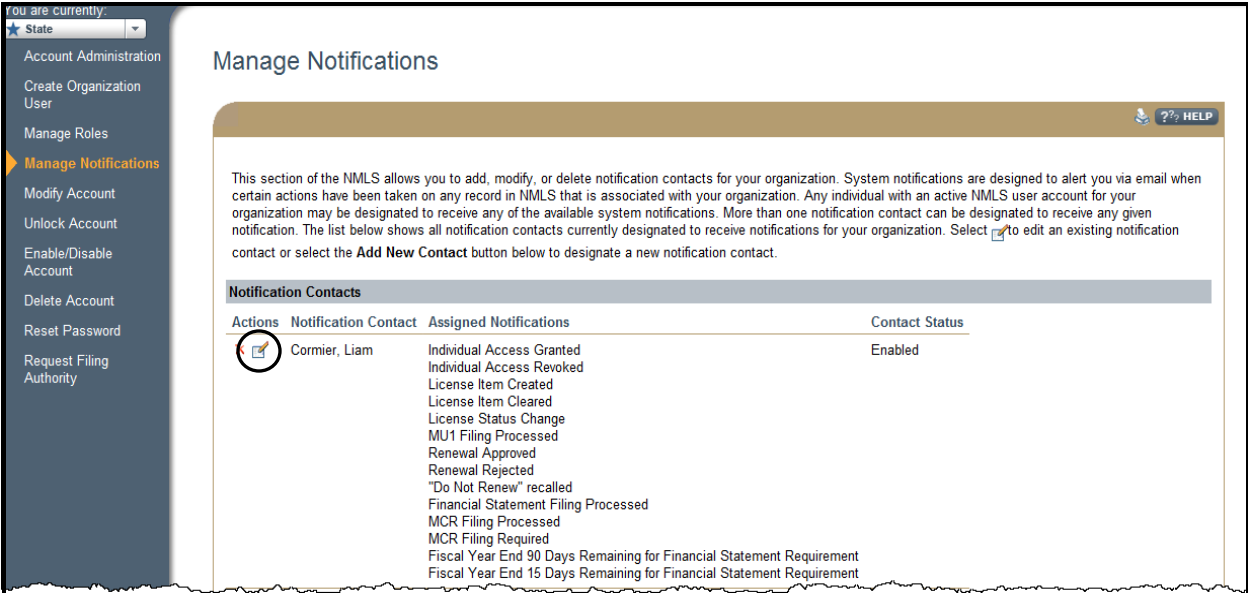 You are currently:
State
Account Administration
Create Organization
User
Manage Roles
Manage Notifications
Modify Account
Unlock Account
Enable/Disable
Account
Delete Account
Reset Password
Request Filing
Authority
Manage Notifications
??? HELP
This section of the NMLS allows you to add, modify, or delete notification contacts for your organization. System notifications are designed to alert you via email when
certain actions have been taken on any record in NMLS that is associated with your organization. Any individual with an active NMLS user account for your
organization may be designated to receive any of the available system notifications. More than one notification contact can be designated to receive any given
notification. The list below shows all notification contacts currently designated to receive notifications for your organization. Select to edit an existing notification
contact or select the Add New Contact button below to designate a new notification contact.
Notification Contacts
Actions Notification Contact Assigned Notifications Contact Status
Cormier, Liam Individual Access Granted Enabled
Individual Access Revoked
License Item Created
License Item Cleared
License Status Change
MU1 Filing Processed
Renewal Approved
Renewal Rejected
"Do Not Renew" recalled
Financial Statement Filing Processed
MCR Filing Processed
MCR Filing Required
Fiscal Year End 90 Days Remaining for Financial Statement Requirement
Fiscal Year End 15 Days Remaining for Financial Statement Requirement